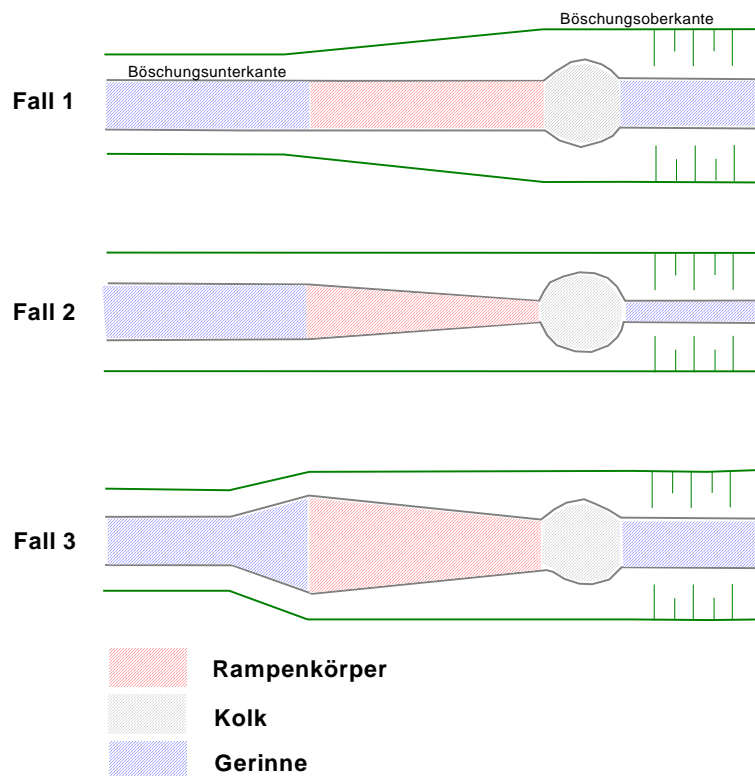 Böschungsoberkante
Böschungsunterkante
Fall 1
Fall 2
Fall 3
Rampenkörper
Kolk
Gerinne